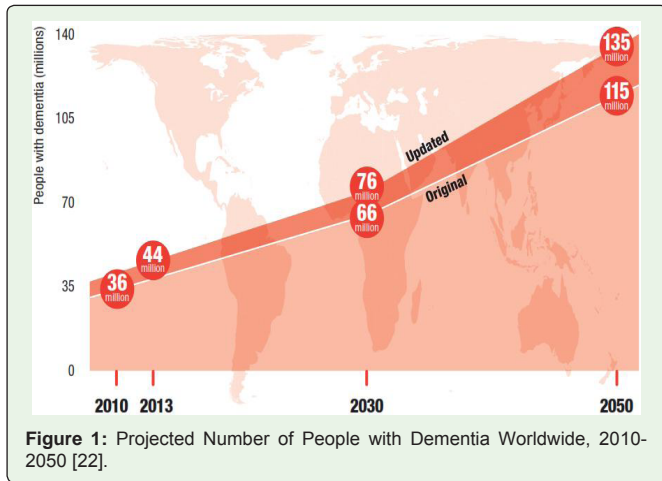 People with dementia (millions)
140
105
70
35
0
36
million
44
million
76
million
66
million
135
million
115
million
Updated
Original
2010 2013 2030 2050
Figure 1: Projected Number of People with Dementia Worldwide, 2010-
2050 [22].